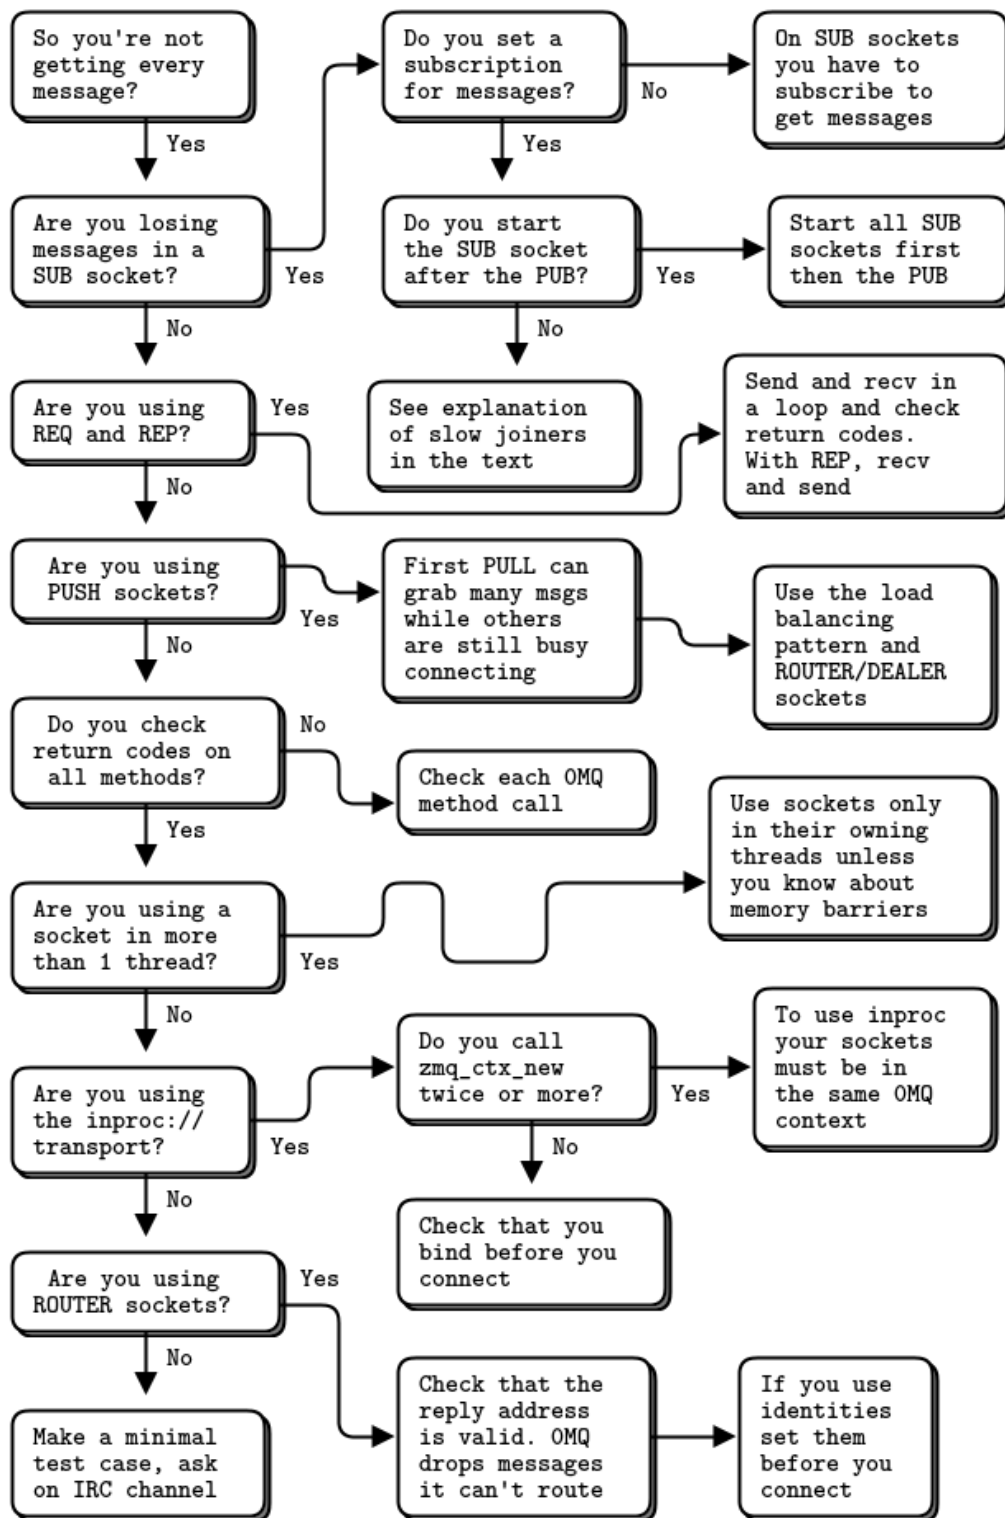 So you're not
getting every
message?
Yes
Do you set a
subscription
for messages?
No
On SUB sockets
you have to
subscribe to
get messages
Yes
Are you losing
messages in a
SUB socket?
Yes
Do you start
the SUB socket
after the PUB?
Yes
Start all SUB
sockets first
then the PUB
No
No
Are you using
REQ and REP?
Yes
See explanation
of slow joiners
in the text
Send and recv in
a loop and check
return codes.
With REP, recv
and send
No
Are you using
PUSH sockets?
Yes
First PULL can
grab many msgs
while others
are still busy
connecting
Use the load
balancing
pattern and
ROUTER/DEALER
sockets
No
Do you check
return codes on
all methods?
No
Check each OMQ
method call
Yes
Are you using a
socket in more
than 1 thread?
Yes
Use sockets only
in their owning
threads unless
you know about
memory barriers
No
Are you using
the inproc://
transport?
Yes
Do you call
zmq_ctx_new
twice or more?
Yes
To use inproc
your sockets
must be in
the same OMQ
context
No
Check that you
bind before you
connect
No
Are you using
ROUTER sockets?
Yes
Check that the
reply address
is valid. OMQ
drops messages
it can't route
If you use
identities
set them
before you
connect
No
Make a minimal
test case, ask
on IRC channel